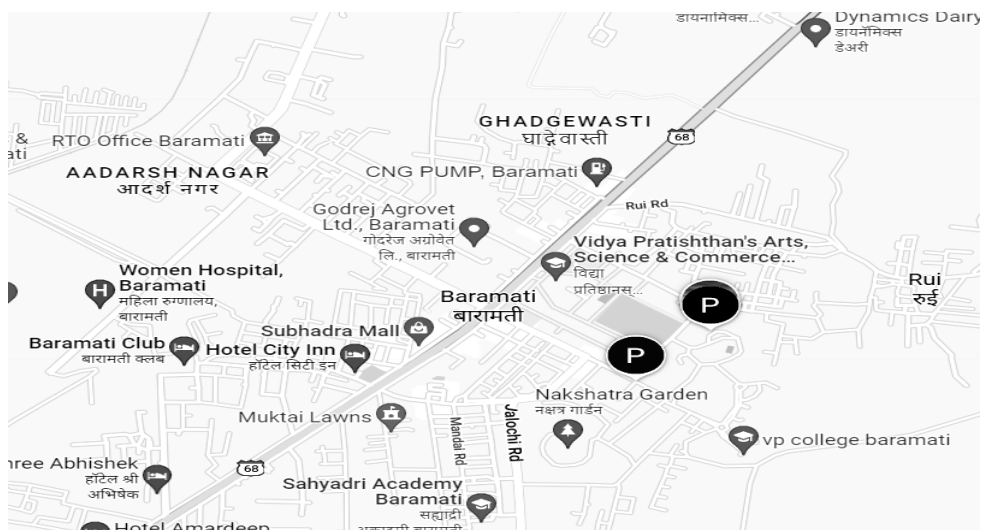 डायनामिक्स...
Dynamics Dairy
डायनॅमिक्स
डेअरी
GHADGEWASTI
घाद्गेवास्ती
68
&
ati
RTO Office Baramati
AADARSH NAGAR
आदर्श नगर
CNG PUMP, Baramati
Rui Rd
Godrej Agrovet
Ltd., Baramati
गोदरेज अग्रोवेत
लि., बारामती
Vidya Pratishthan's Arts,
Science & Commerce...
विद्या
प्रतिष्ठानस्...
Rui
रुई
Women Hospital,
Baramati
महिला रुग्णालय,
बारामती
H
Baramati
बारामती
P
Subhadra Mall
Baramati Club
बारामती क्लब
Hotel City Inn
हॉटेल सिटी इन
P
Nakshatra Garden
नक्षत्र गार्डन
Muktai Lawns
Mandai Rd
Jalochi Rd
vp college baramati
hree Abhishek
हॉटेल श्री
अभिषेक
68
Sahyadri Academy
Baramati
सह्याद्री
Hotel Amardeep